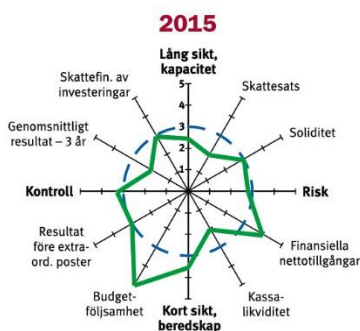 2015
Lång sikt,
kapacitet
Skattefin. av
investeringar
Skattesats
Genomsnittligt
resultat – 3 år
Soliditet
5
4
3
2
1
Kontroll
Risk
Resultat
före extra-
ord. poster
Finansiella
nettotillgångar
Budget-
följsamhet
Kassa-
likviditet
Kort sikt,
beredskap